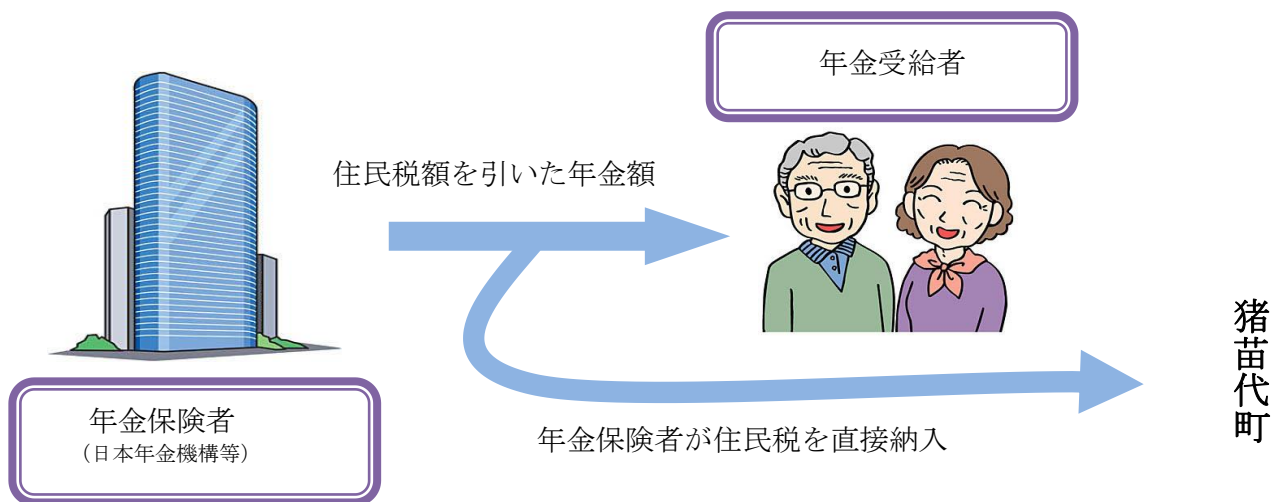 年金受給者
住民税額を引いた年金額
猪苗代町
年金保険者
（日本年金機構等）
年金保険者が住民税を直接納入